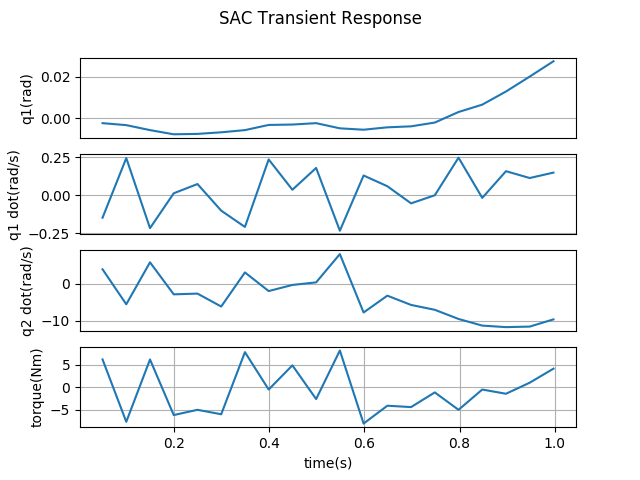 SAC Transient Response
q1(rad)
0.02
0.00
q1 dot(rad/s)
0.25
0.00
−0.25
q2 dot(rad/s)
0
−10
torque(Nm)
5
0
−5
0.2 0.4 0.6 0.8 1.0
time(s)